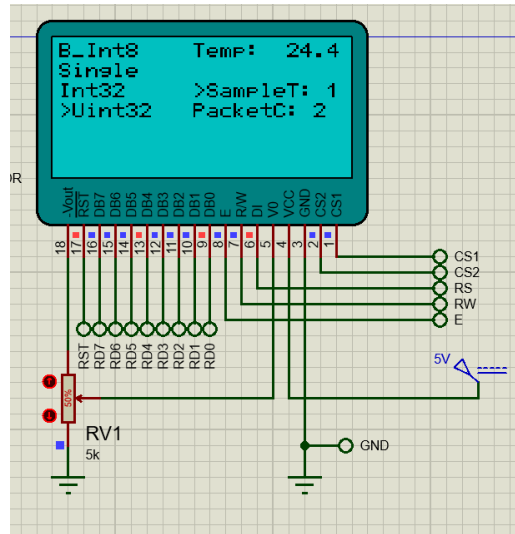 B_Int8 Temp: 24.4
Single
Int32 >SampleT: 1
>Uint32 PacketC: 2
OR
-Vout RST DB7 DB6 DB5 DB4 DB3 DB2 DB1 DB0 E R/W DI V0 VCC GND CS2 CS1
18 17 16 15 14 13 12 11 10 9 8 7 6 5 4 3 2 1
CS1
CS2
RS
RW
E
RST RD7 RD6 RD5 RD4 RD3 RD2 RD1 RD0
5V
50%
RV1
5k
GND